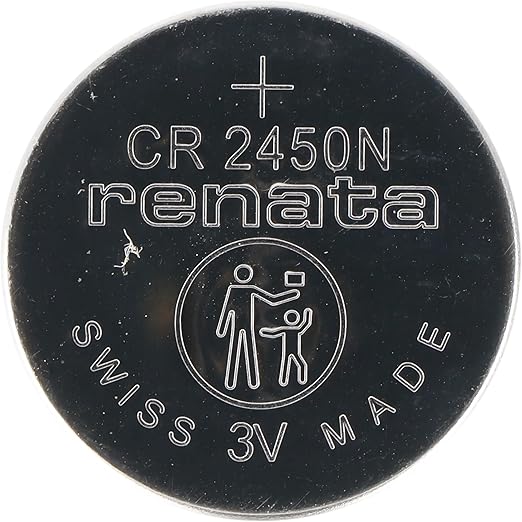 +
CR 2450N
renata
SWISS 3V MADE